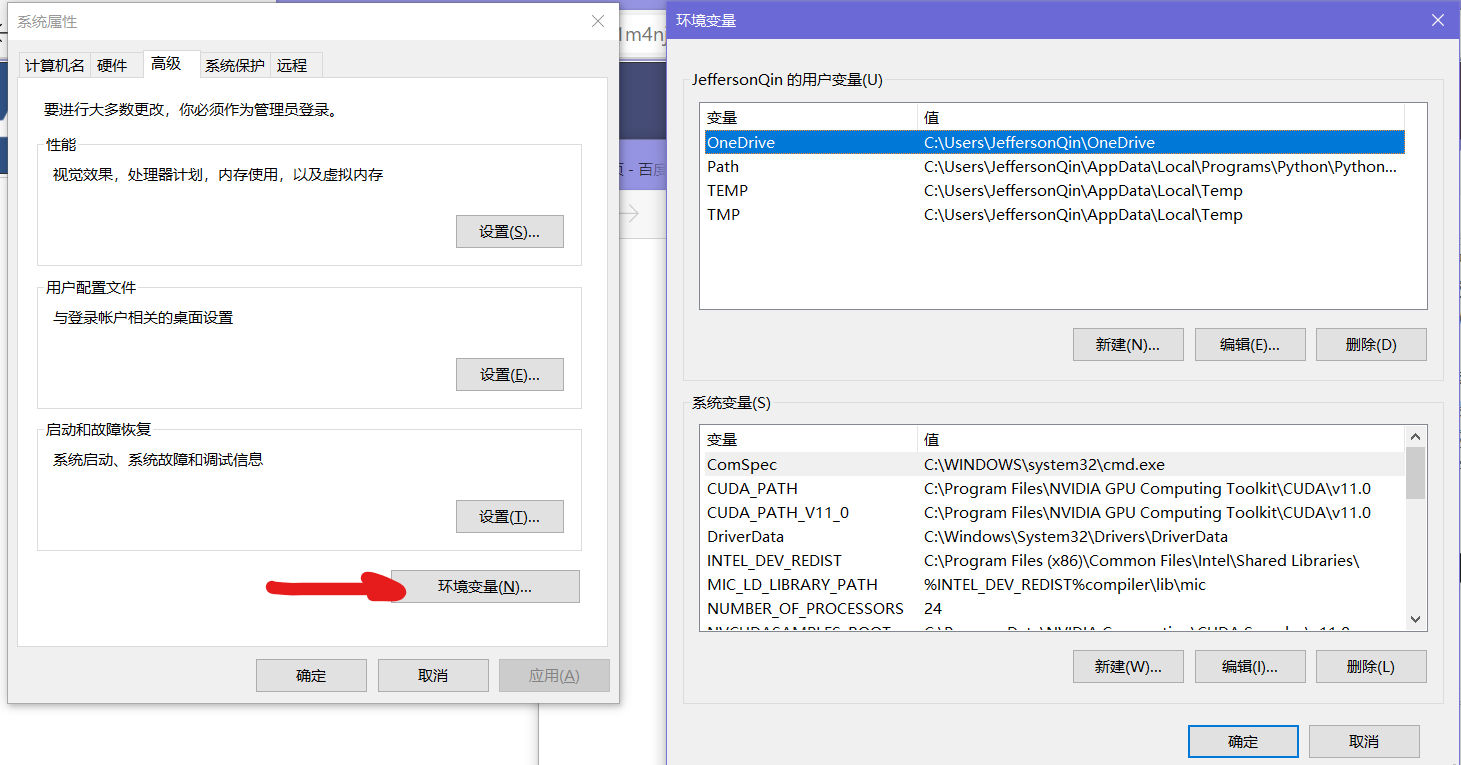 系统属性
1m4nj
计算机名 硬件 高级 系统保护 远程
要进行大多数更改，你必须作为管理员登录。
性能
视觉效果，处理器计划，内存使用，以及虚拟内存
设置(S)...
用户配置文件
与登录帐户相关的桌面设置
设置(E)...
启动和故障恢复
系统启动、系统故障和调试信息
设置(T)...
环境变量(N)...
确定 取消 应用(A)
页 - 百度
环境变量
JeffersonQin 的用户变量(U)
变量 值
OneDrive C:\Users\JeffersonQin\OneDrive
Path C:\Users\JeffersonQin\AppData\Local\Programs\Python\Python...
TEMP C:\Users\JeffersonQin\AppData\Local\Temp
TMP C:\Users\JeffersonQin\AppData\Local\Temp
新建(N)... 编辑(E)... 删除(D)
系统变量(S)
变量 值
ComSpec C:\WINDOWS\system32\cmd.exe
CUDA_PATH C:\Program Files\NVIDIA GPU Computing Toolkit\CUDA\v11.0
CUDA_PATH_V11_0 C:\Program Files\NVIDIA GPU Computing Toolkit\CUDA\v11.0
DriverData C:\Windows\System32\Drivers\DriverData
INTEL_DEV_REDIST C:\Program Files (x86)\Common Files\Intel\Shared Libraries\
MIC_LD_LIBRARY_PATH %INTEL_DEV_REDIST%compiler\lib\mic
NUMBER_OF_PROCESSORS 24
新建(W)... 编辑(I)... 删除(L)
确定 取消